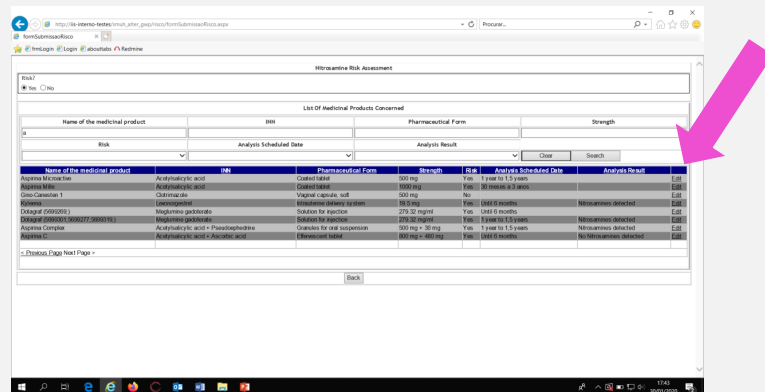 http://iis-interno-testes/smuh_alter_gwp/risco/formSubmissaoRisco.aspx
Procurar...
formSubmissaoRisco
frmLogin Login abouttabs Redmine
Nitrosamine Risk Assessment
Risk?
Yes No
List Of Medicinal Products Concerned
Name of the medicinal product INN Pharmaceutical Form Strength
a
Risk Analysis Scheduled Date Analysis Result
Clear Search
Name of the medicinal product INN Pharmaceutical Form Strength Risk Analysis Scheduled Date Analysis Result
Aspirina Microactive Acetylsalicylic acid Coated tablet 500 mg Yes 1 year to 1,5 years Edit
Aspirina Mille Acetylsalicylic acid Coated tablet 1000 mg Yes 30 meses a 3 anos Edit
Gino-Canesten 1 Clotrimazole Vaginal capsule, soft 500 mg No Edit
Kyleena Levonorgestrel Intrauterine delivery system 19.5 mg Yes Until 6 months Nitrosamines detected Edit
Dotagraf (5699269;) Meglumine gadoterate Solution for injection 279.32 mg/ml Yes Until 6 months Edit
Dotagraf (5699301;5699277;5699319;) Meglumine gadoterate Solution for injection 279.32 mg/ml Yes 1 year to 1,5 years Nitrosamines detected Edit
Aspirina Complex Acetylsalicylic acid + Pseudoephedrine Granules for oral suspension 500 mg + 30 mg Yes 1 year to 1,5 years Nitrosamines detected Edit
Aspirina C Acetylsalicylic acid + Ascorbic acid Effervescent tablet Yes Until 6 months No Nitrosamines detected Edit
< Previous Page Next Page >
Back
17:43
30/01/2020